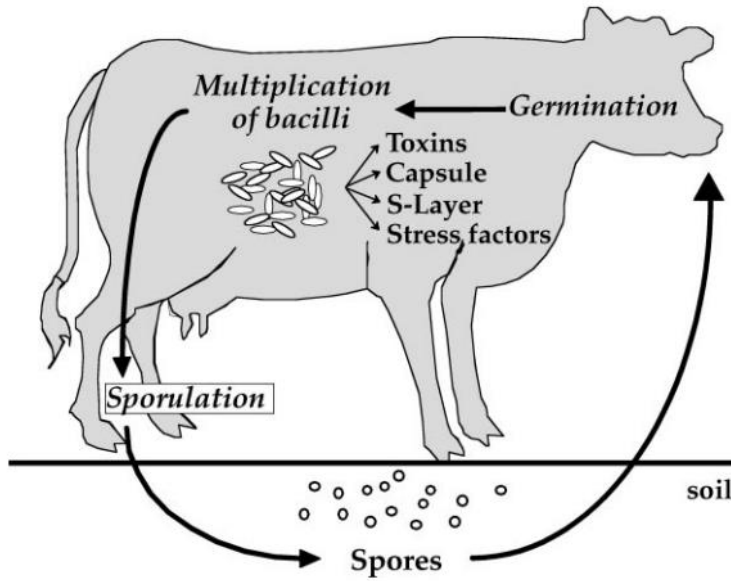 Multiplication
of bacilli
Germination
Toxins
Capsule
S-Layer
Stress factors
Sporulation
soil
Spores